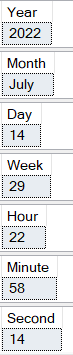 Year
2022
Month
July
Day
14
Week
29
Hour
22
Minute
58
Second
14